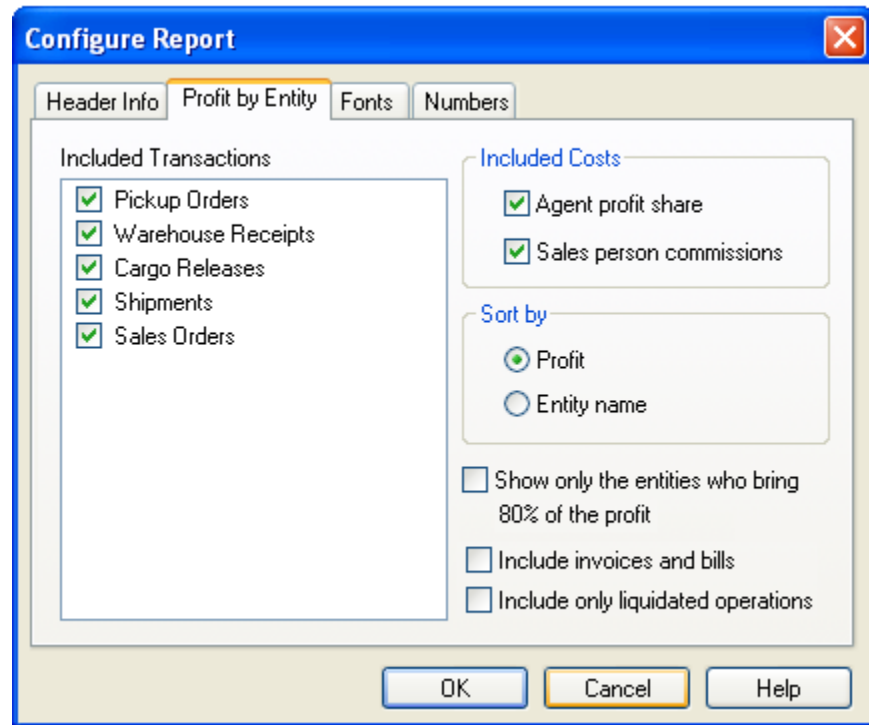 Configure Report
Header Info
Profit by Entity
Fonts
Numbers
Included Transactions
Pickup Orders
Warehouse Receipts
Cargo Releases
Shipments
Sales Orders
Included Costs
Agent profit share
Sales person commissions
Sort by
Profit
Entity name
Show only the entities who bring
80% of the profit
Include invoices and bills
Include only liquidated operations
OK
Cancel
Help